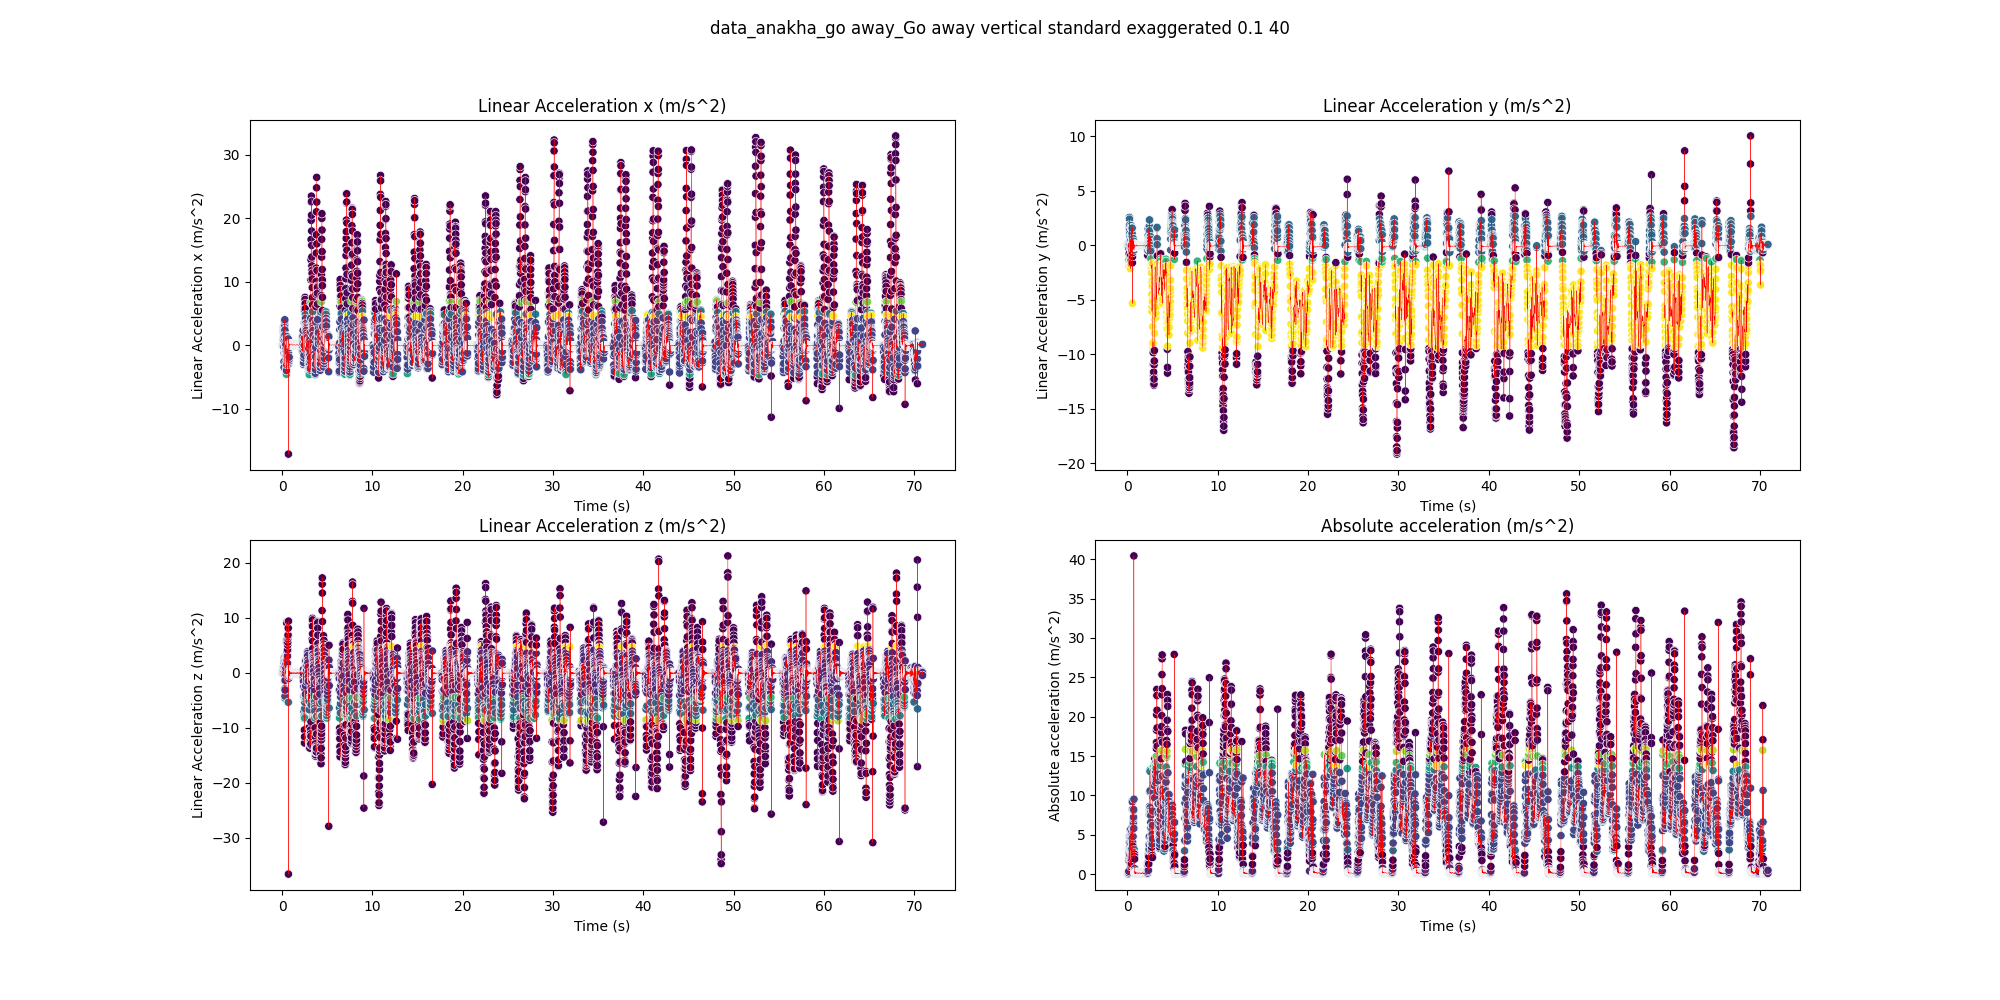 data_anakha_go away_Go away vertical standard exaggerated 0.1 40
Linear Acceleration x (m/s^2)
Linear Acceleration x (m/s^2)
30
20
10
0
−10
0 10 20 30 40 50 60 70
Time (s)
Linear Acceleration y (m/s^2)
Linear Acceleration y (m/s^2)
10
5
0
−5
−10
−15
−20
0 10 20 30 40 50 60 70
Time (s)
Linear Acceleration z (m/s^2)
Linear Acceleration z (m/s^2)
20
10
0
−10
−20
−30
0 10 20 30 40 50 60 70
Time (s)
Absolute acceleration (m/s^2)
Absolute acceleration (m/s^2)
40
35
30
25
20
15
10
5
0
0 10 20 30 40 50 60 70
Time (s)